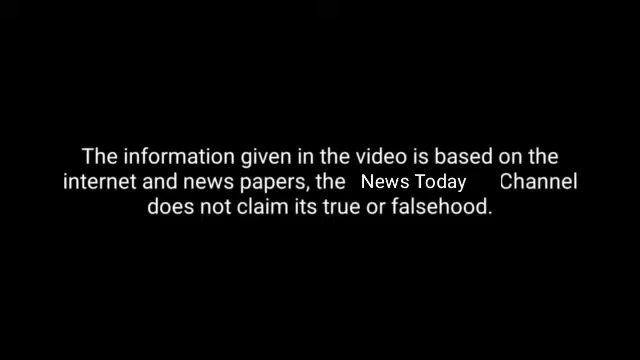 The information given in the video is based on the
internet and news papers, the News Today Channel
does not claim its true or falsehood.